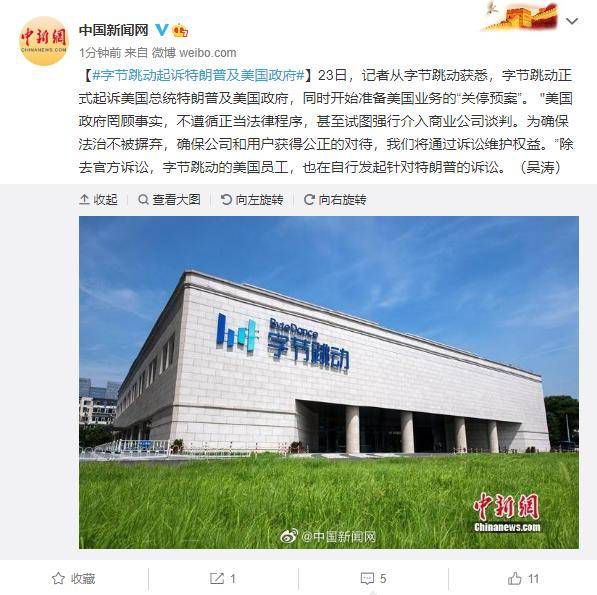 中新網
CHINANEWS.COM
中国新闻网
1分钟前 来自 微博 weibo.com
【#字节跳动起诉特朗普及美国政府#】23日，记者从字节跳动获悉，字节跳动正
式起诉美国总统特朗普及美国政府，同时开始准备美国业务的“关停预案”。 "美国
政府罔顾事实，不遵循正当法律程序，甚至试图强行介入商业公司谈判。为确保
法治不被摒弃，确保公司和用户获得公正的对待，我们将通过诉讼维护权益。”除
去官方诉讼，字节跳动的美国员工，也在自行发起针对特朗普的诉讼。（吴涛）
收起 查看大图 向左旋转 向右旋转
ByteDance
字节跳动
中新網
Chinanews.com
@中国新闻网
收藏 1 5 11